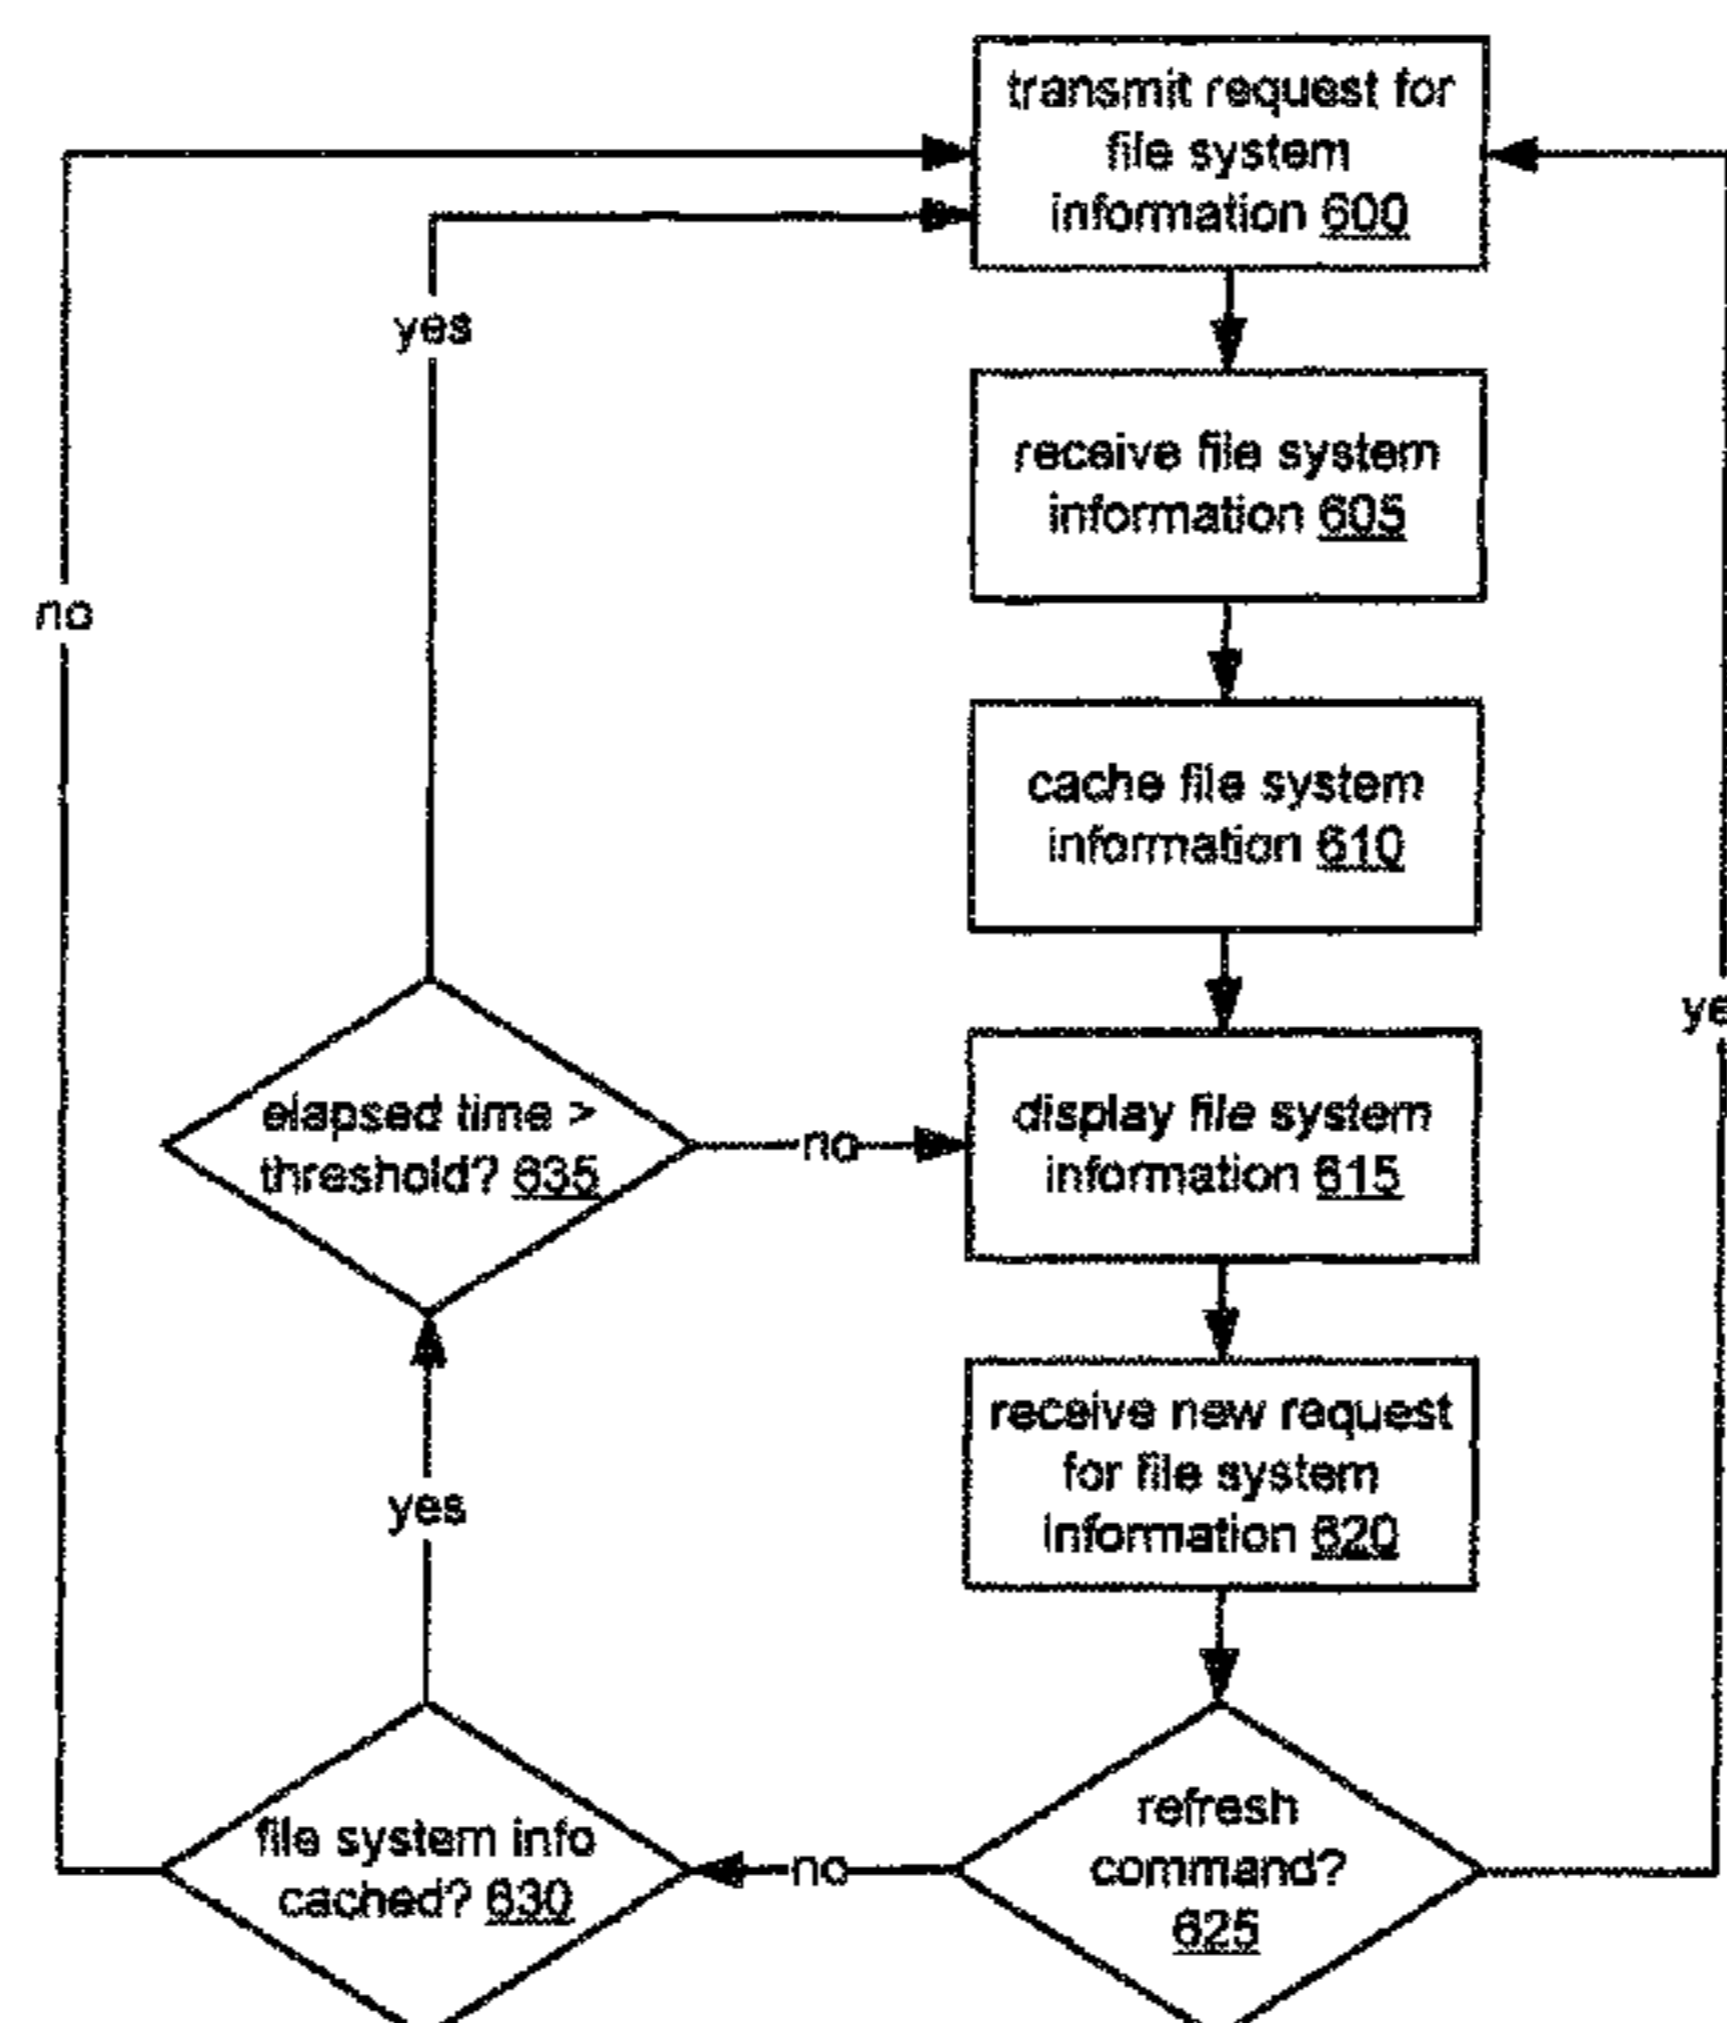 transmit request for
file system
information 600
yes
receive file system
information 605
no
cache file system
information 610
ye
elapsed time >
threshold? 635
no
display file system
information 615
receive new request
for file system
information 620
yes
file system info
cached? 630
no
refresh
command?
625